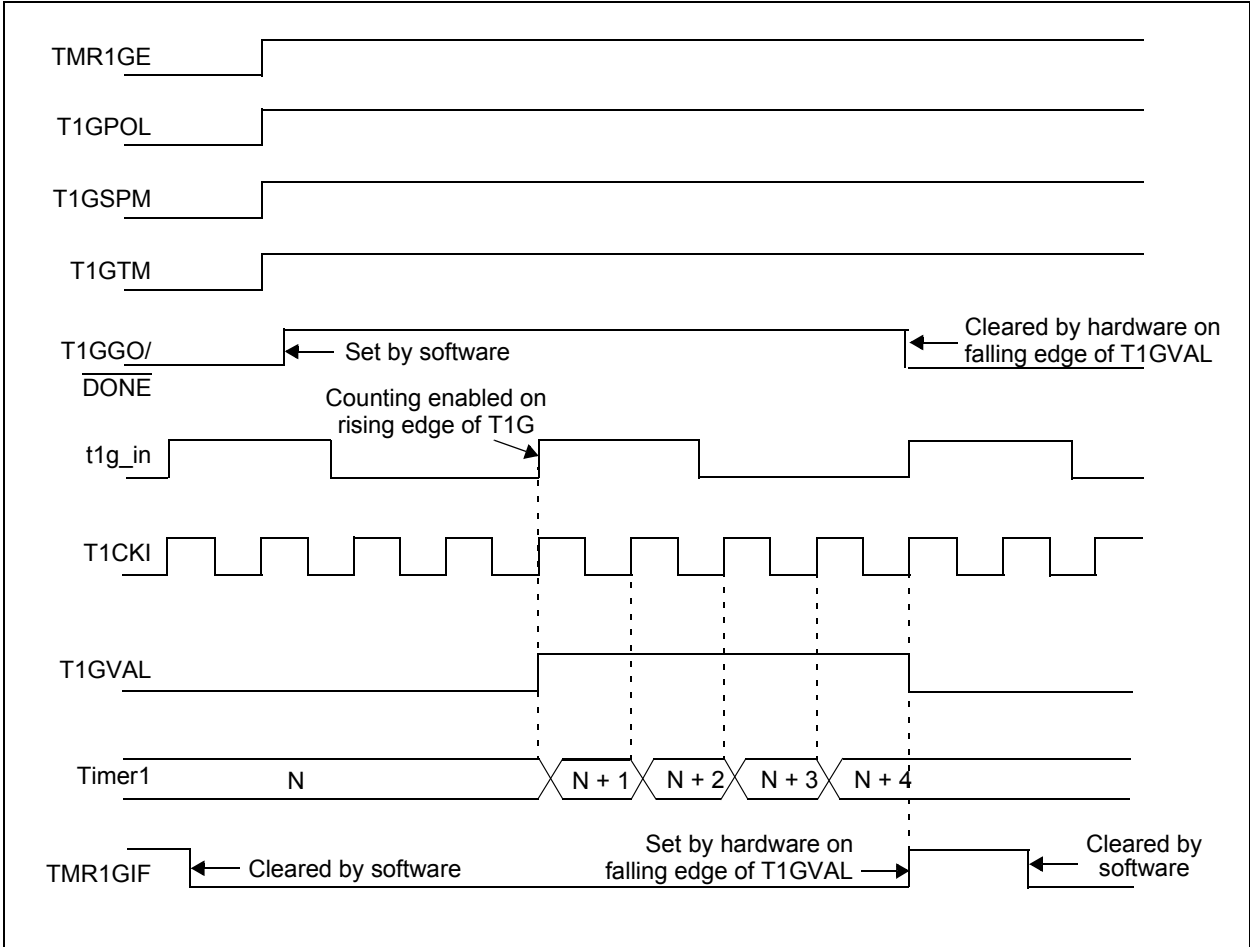 TMR1GE
T1GPOL
T1GSPM
T1GTM
T1GGO/
DONE
Set by software
Cleared by hardware on
falling edge of T1GVAL
Counting enabled on
rising edge of T1G
t1g_in
T1CKI
T1GVAL
Timer1
N
N + 1
N + 2
N + 3
N + 4
TMR1GIF
Cleared by software
Set by hardware on
falling edge of T1GVAL
Cleared by
software